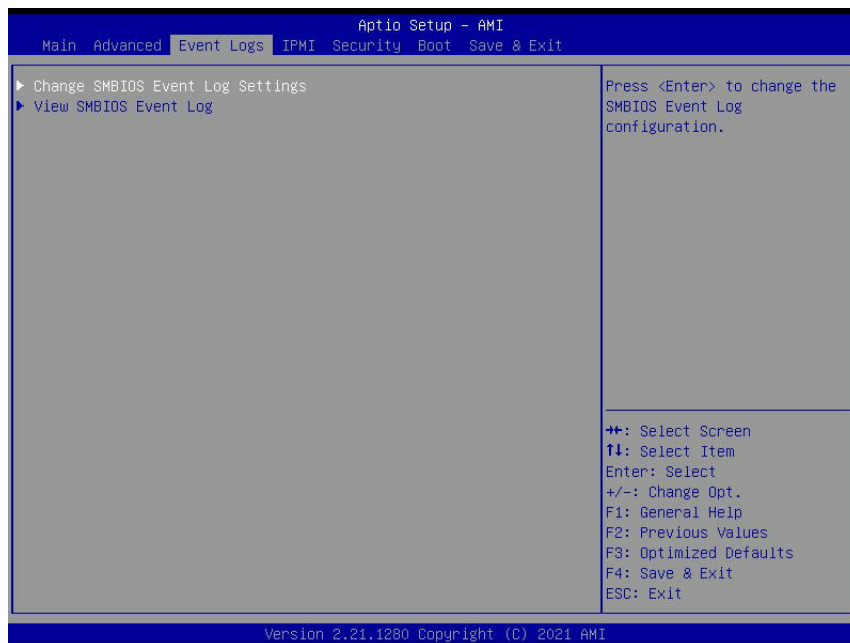 Aptio Setup - AMI
Main Advanced Event Logs IPMI Security Boot Save & Exit
▶ Change SMBIOS Event Log Settings
▶ View SMBIOS Event Log
Press <Enter> to change the
SMBIOS Event Log
configuration.
→←: Select Screen
↑↓: Select Item
Enter: Select
+/-: Change Opt.
F1: General Help
F2: Previous Values
F3: Optimized Defaults
F4: Save & Exit
ESC: Exit
Version 2.21.1280 Copyright (C) 2021 AMI